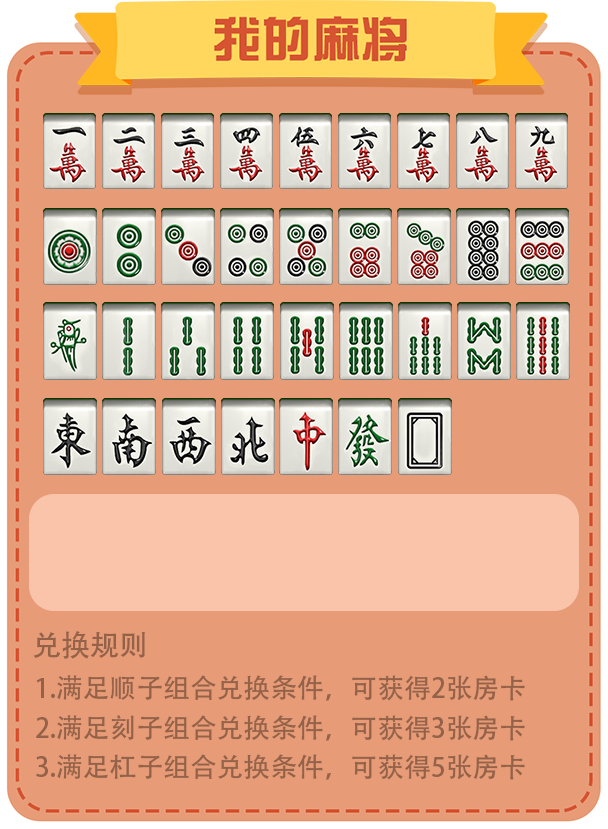 我的麻将
一萬 二萬 三萬 四萬 伍萬 六萬 七萬 八萬 九萬
東 南 西 北 中 發
兑换规则
1.满足顺子组合兑换条件，可获得2张房卡
2.满足刻子组合兑换条件，可获得3张房卡
3.满足杠子组合兑换条件，可获得5张房卡